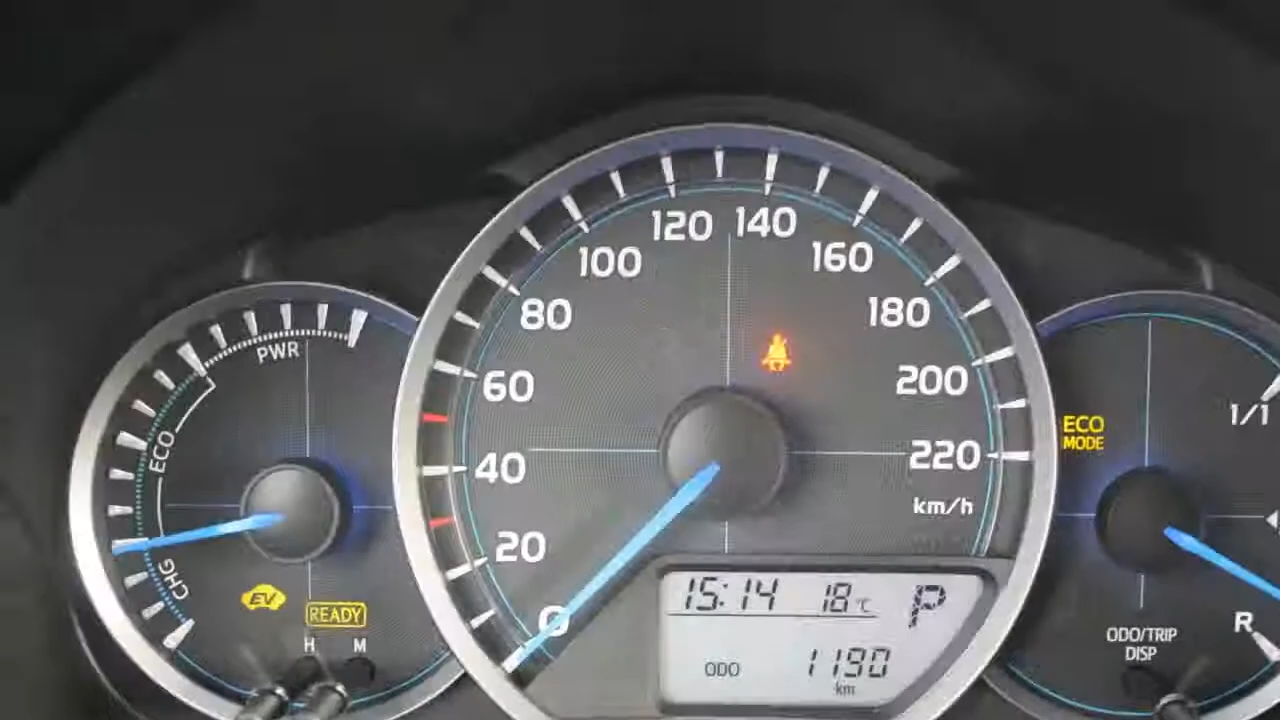 PWR
ECO
CHG
EV
READY
H M
0
20
40
60
80
100
120
140
160
180
200
220
km/h
15:14 18°C P
ODO 1190
km
ECO
MODE
1/1
R
ODO/TRIP
DISP